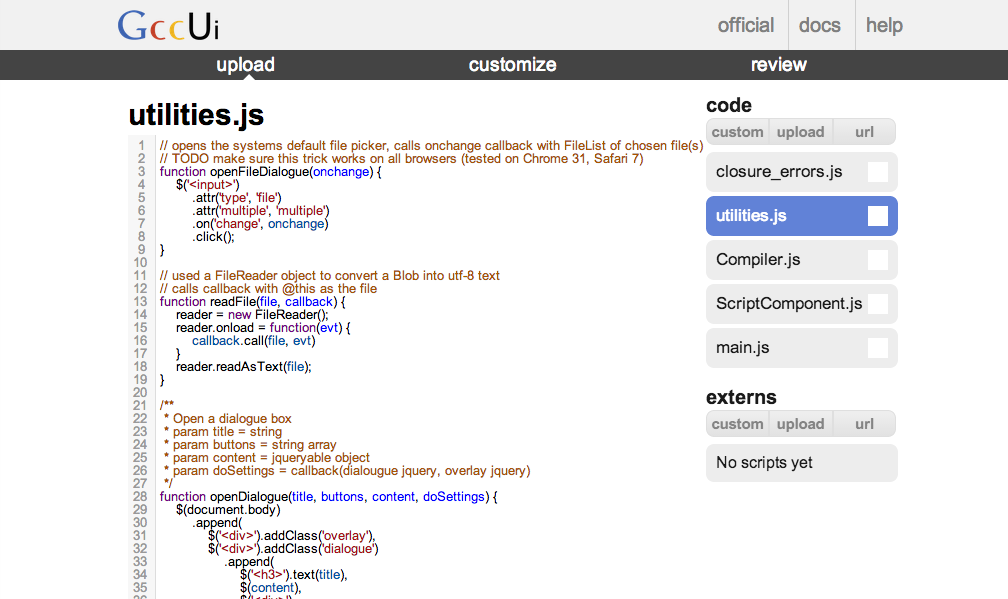 GccUi
official docs help
upload customize review
utilities.js
1 // opens the systems default file picker, calls onchange callback with FileList of chosen file(s)
2 // TODO make sure this trick works on all browsers (tested on Chrome 31, Safari 7)
3 function openFileDialogue(onchange) {
4 $('<input>')
5 .attr('type', 'file')
6 .attr('multiple', 'multiple')
7 .on('change', onchange)
8 .click();
9 }
10
11 // used a FileReader object to convert a Blob into utf-8 text
12 // calls callback with @this as the file
13 function readFile(file, callback) {
14 reader = new FileReader();
15 reader.onload = function(evt) {
16 callback.call(file, evt)
17 }
18 reader.readAsText(file);
19 }
20
21 /**
22 * Open a dialogue box
23 * param title = string
24 * param buttons = string array
25 * param content = jqueryable object
26 * param doSettings = callback(dialougue jquery, overlay jquery)
27 */
28 function openDialogue(title, buttons, content, doSettings) {
29 $(document.body)
30 .append(
31 $('<div>').addClass('overlay'),
32 $('<div>').addClass('dialogue')
33 .append(
34 $('<h3>').text(title),
35 $(content),
code
custom upload url
closure_errors.js
utilities.js
Compiler.js
ScriptComponent.js
main.js
externs
custom upload url
No scripts yet